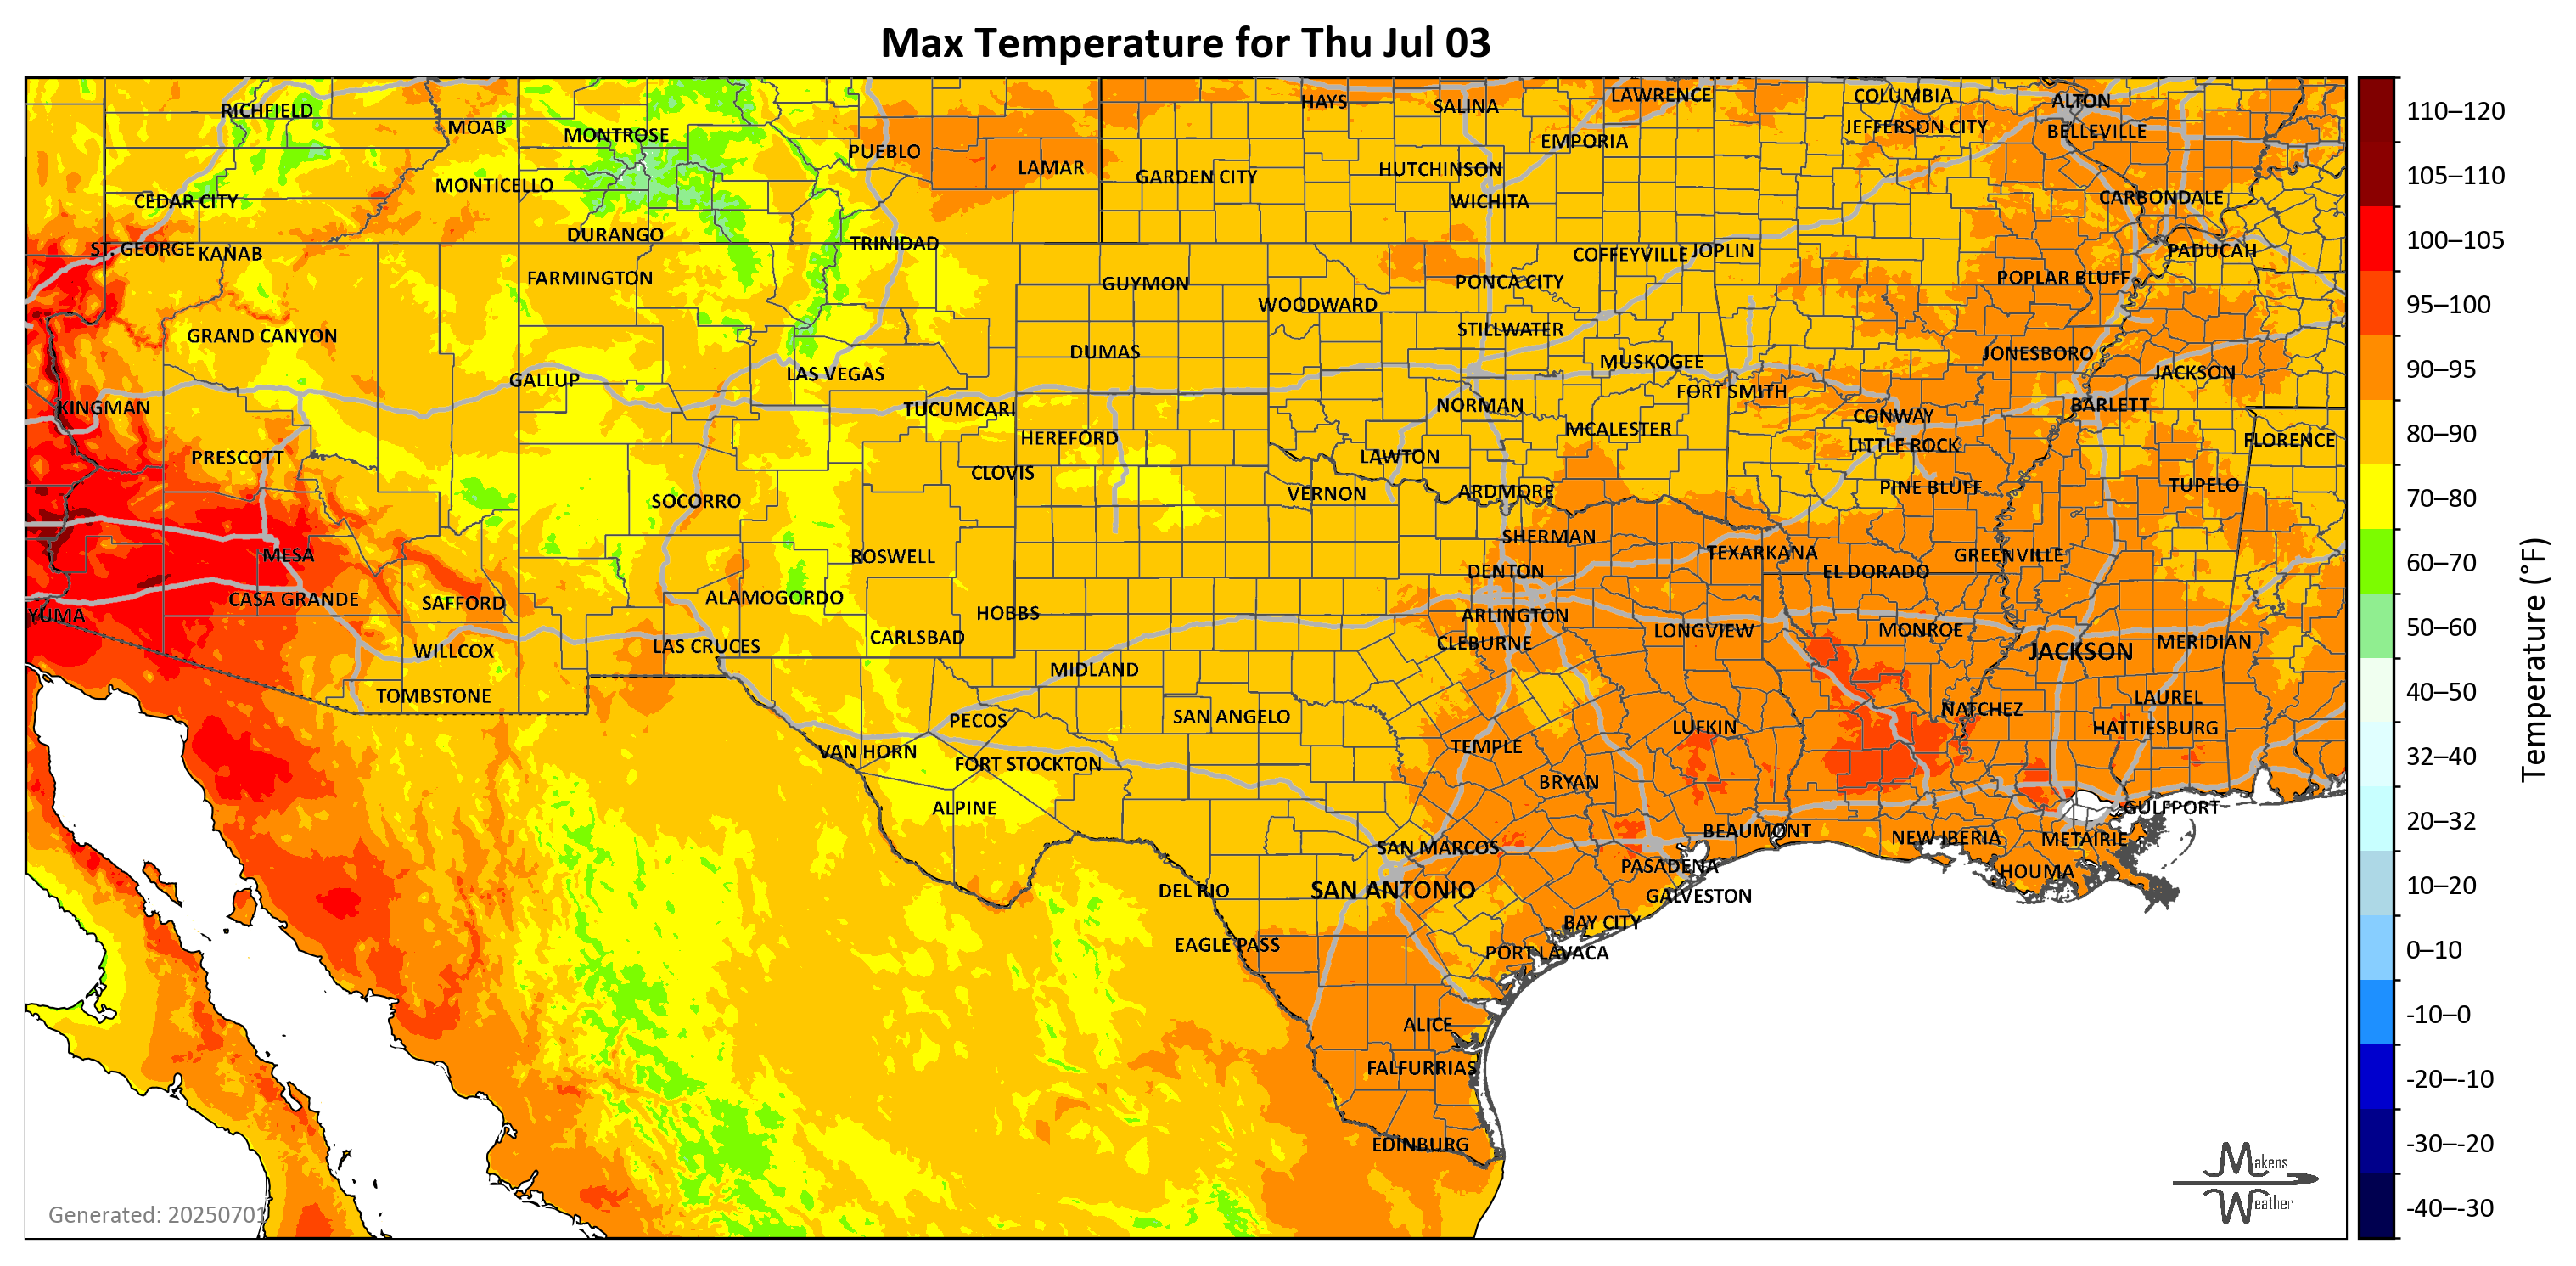 Max Temperature for Thu Jul 03
HAYS
SALINA
LAWRENCE
COLUMBIA
ALTON
RICHFIELD
MOAB
MONTROSE
PUEBLO
EMPORIA
JEFFERSON CITY
BELLEVILLE
LAMAR
GARDEN CITY
HUTCHINSON
MONTICELLO
CEDAR CITY
WICHITA
CARBONDALE
DURANGO
TRINIDAD
ST. GEORGE
KANAB
COFFEYVILLE
JOPLIN
PADUCAH
FARMINGTON
GUYMON
PONCA CITY
POPLAR BLUFF
WOODWARD
GRAND CANYON
STILLWATER
DUMAS
MUSKOGEE
JONESBORO
GALLUP
LAS VEGAS
JACKSON
FORT SMITH
KINGMAN
TUCUMCARI
NORMAN
CONWAY
BARLETT
HEREFORD
MCALESTER
LITTLE ROCK
FLORENCE
PRESCOTT
CLOVIS
LAWTON
SOCORRO
VERNON
ARDMORE
PINE BLUFF
TUPELO
MESA
ROSWELL
SHERMAN
TEXARKANA
GREENVILLE
DENTON
EL DORADO
CASA GRANDE
SAFFORD
ALAMOGORDO
HOBBS
ARLINGTON
YUMA
WILLCOX
LAS CRUCES
CARLSBAD
CLEBURNE
LONGVIEW
MONROE
JACKSON
MERIDIAN
MIDLAND
TOMBSTONE
PECOS
SAN ANGELO
NATCHEZ
LAUREL
LUFKIN
HATTIESBURG
VAN HORN
FORT STOCKTON
TEMPLE
BRYAN
ALPINE
GULFPORT
BEAUMONT
NEW IBERIA
METAIRIE
SAN MARCOS
PASADENA
HOUMA
DEL RIO
SAN ANTONIO
GALVESTON
BAY CITY
EAGLE PASS
PORT LAVACA
ALICE
FALFURRIAS
EDINBURG
Generated: 20250701
Makens
Weather
110–120
105–110
100–105
95–100
90–95
80–90
70–80
60–70
50–60
40–50
32–40
20–32
10–20
0–10
-10–0
-20–-10
-30–-20
-40–-30
Temperature (°F)